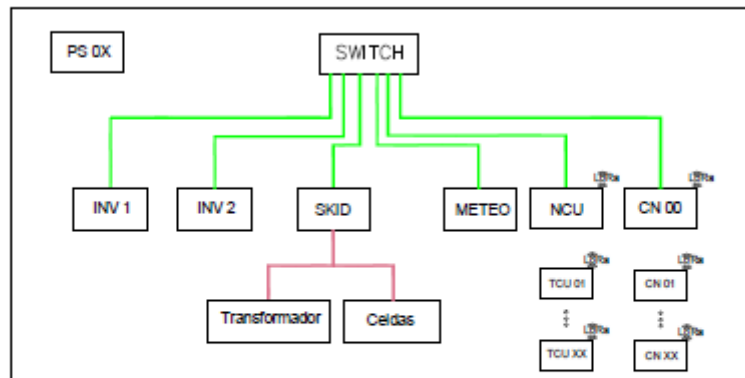 PS 0X
SWITCH
INV 1
INV 2
SKID
METEO
NCU
CN 00
Transformador
Celdas
TCU 01
CN 01
TCU XX
CN XX